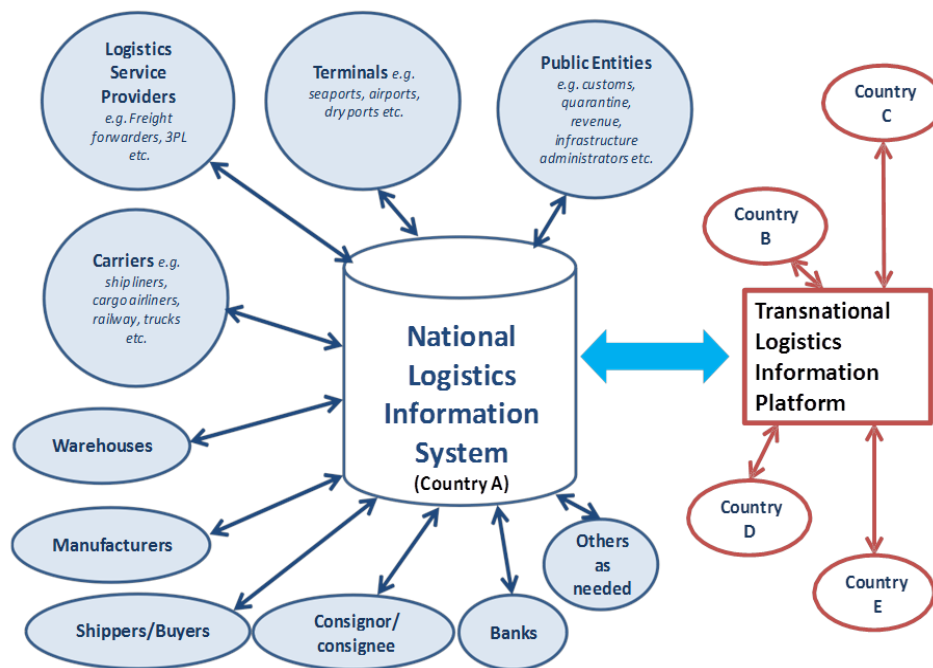 Logistics
Service
Providers
e.g. Freight
forwarders, 3PL
etc.
Terminals e.g.
seaports, airports,
dry ports etc.
Public Entities
e.g. customs,
quarantine,
revenue,
infrastructure
administrators etc.
Country
C
Country
B
Carriers e.g.
ship liners,
cargo airliners,
railway, trucks
etc.
National
Logistics
Information
System
(Country A)
Transnational
Logistics
Information
Platform
Warehouses
Manufacturers
Shippers/Buyers
Consignor/
consignee
Banks
Others
as
needed
Country
D
Country
E